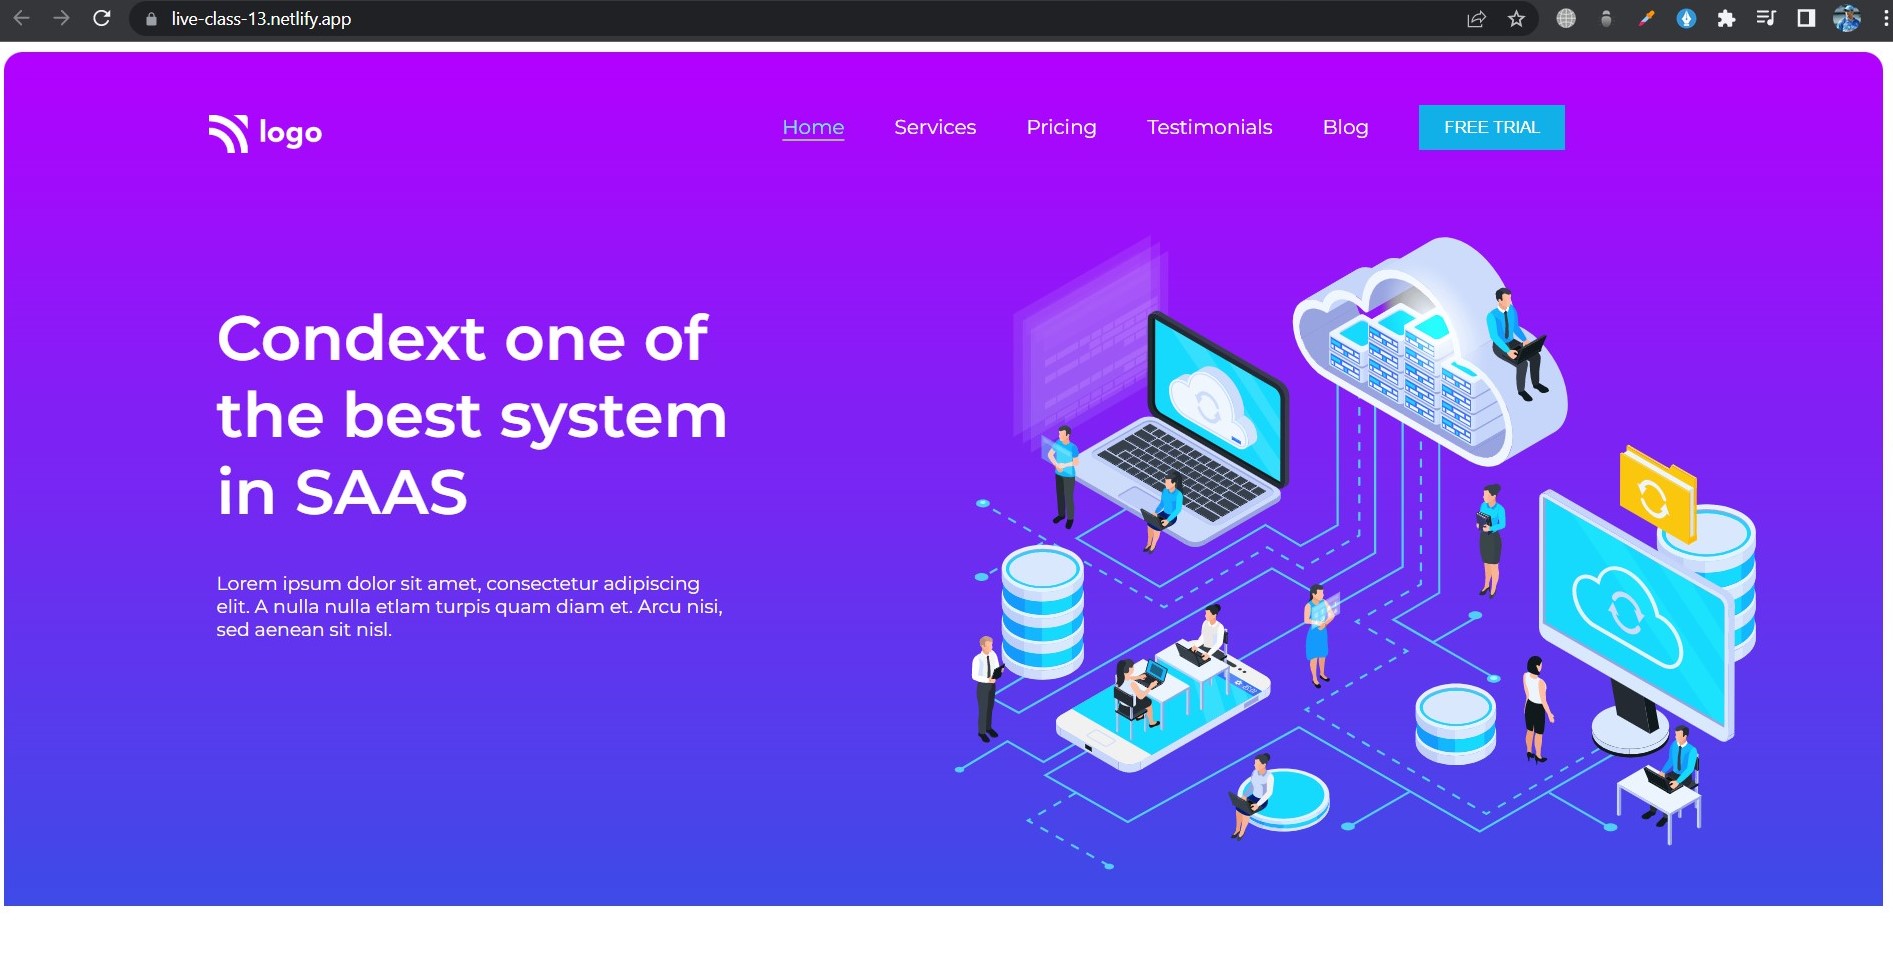 live-class-13.netlify.app
logo
Home Services Pricing Testimonials Blog FREE TRIAL
Condext one of
the best system
in SAAS
Lorem ipsum dolor sit amet, consectetur adipiscing
elit. A nulla nulla etlam turpis quam diam et. Arcu nisi,
sed aenean sit nisl.